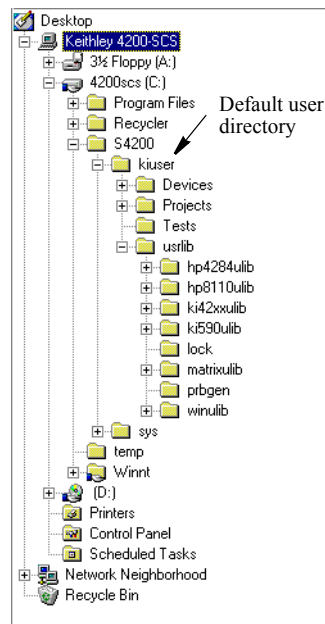 Desktop
Keithley 4200-SCS
3½ Floppy (A:)
4200scs (C:)
Program Files
Recycler
S4200
kiuser
Default user
directory
Devices
Projects
Tests
usrlib
hp4284ulib
hp8110ulib
ki42xxulib
ki590ulib
lock
matrixulib
prbgen
winulib
sys
temp
Winnt
(D:)
Printers
Control Panel
Scheduled Tasks
Network Neighborhood
Recycle Bin